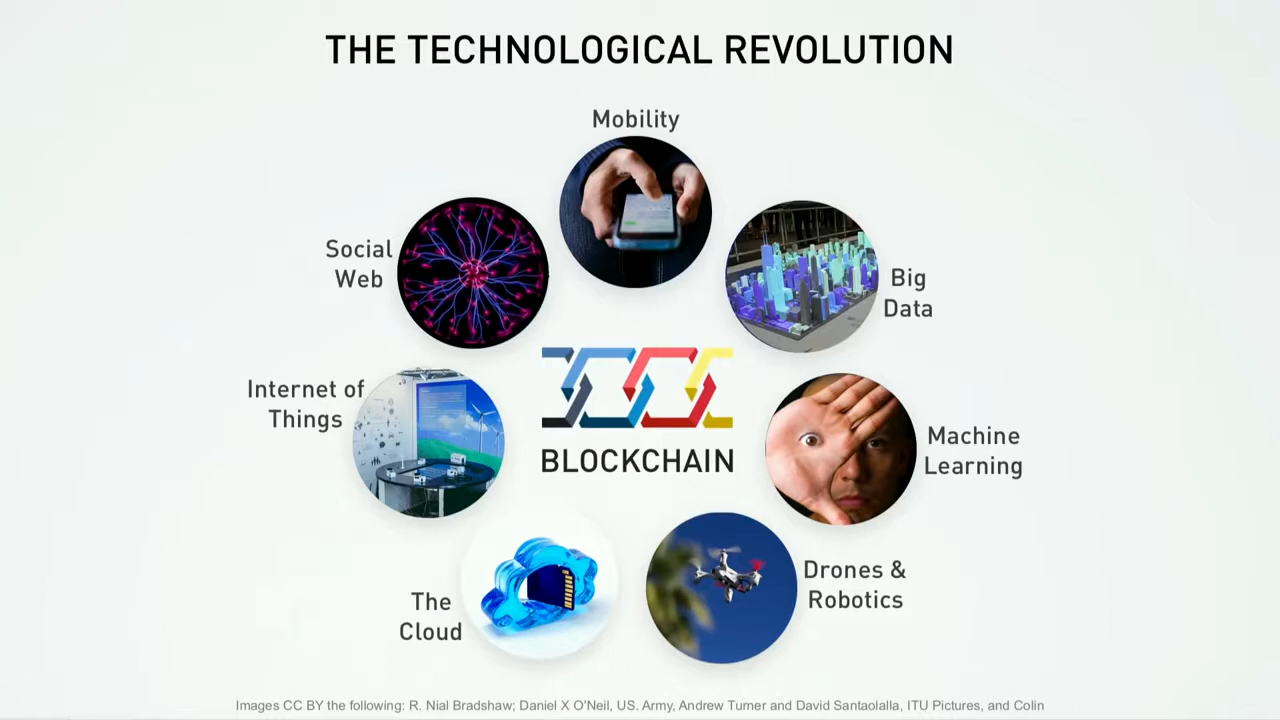 THE TECHNOLOGICAL REVOLUTION
Mobility
Social
Web
Big
Data
Internet of
Things
BLOCKCHAIN
Machine
Learning
Drones &
Robotics
The
Cloud
Images CC BY the following: R. Nial Bradshaw; Daniel X O'Neil, US. Army, Andrew Turner and David Santaolalla, ITU Pictures, and Colin